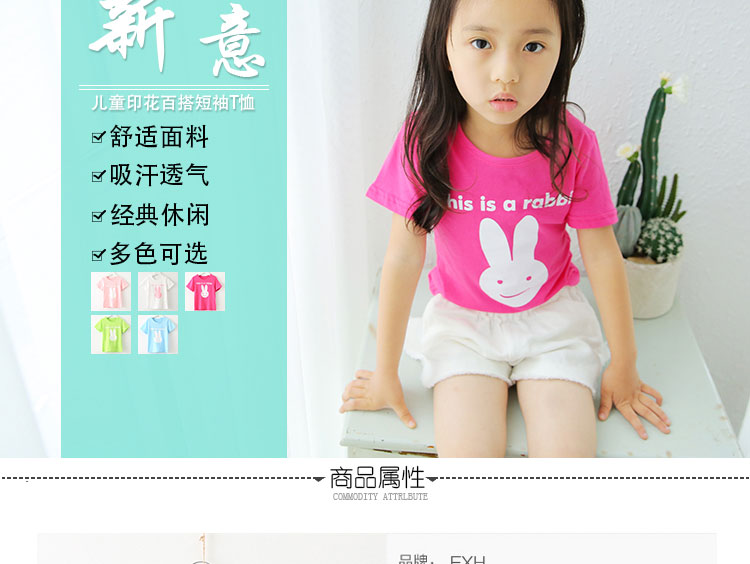 新意
儿童印花百搭短袖T恤
舒适面料
吸汗透气
经典休闲
多色可选
his is a rabbi
商品属性
COMMODITY ATTRLBUTE
品牌： EXH